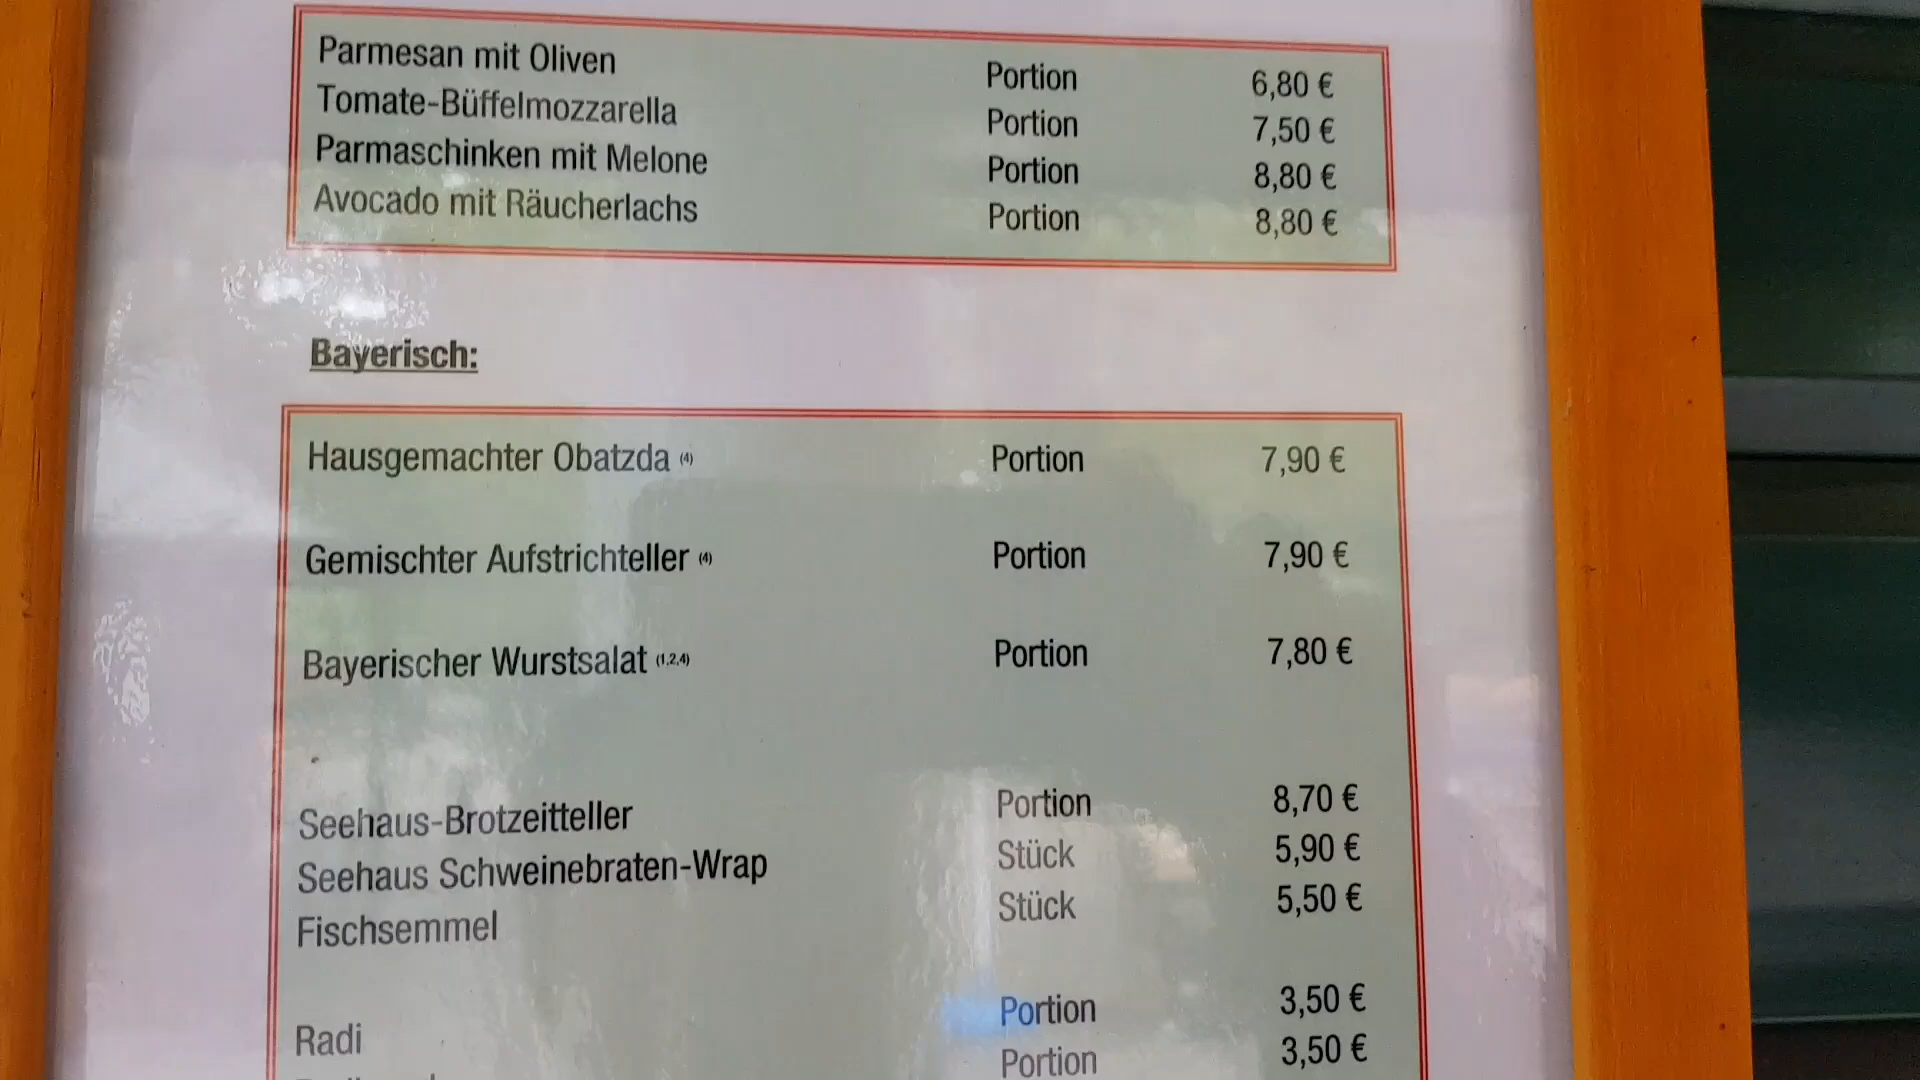 Parmesan mit Oliven Portion 6,80 €
Tomate-Büffelmozzarella Portion 7,50 €
Parmaschinken mit Melone Portion 8,80 €
Avocado mit Räucherlachs Portion 8,80 €
Bayerisch:
Hausgemachter Obatzda (4) Portion 7,90 €
Gemischter Aufstrichteller (4) Portion 7,90 €
Bayerischer Wurstsalat (1,2,4) Portion 7,80 €
Seehaus-Brotzeitteller Portion 8,70 €
Seehaus Schweinebraten-Wrap Stück 5,90 €
Fischsemmel Stück 5,50 €
Radi Portion 3,50 €
Portion 3,50 €